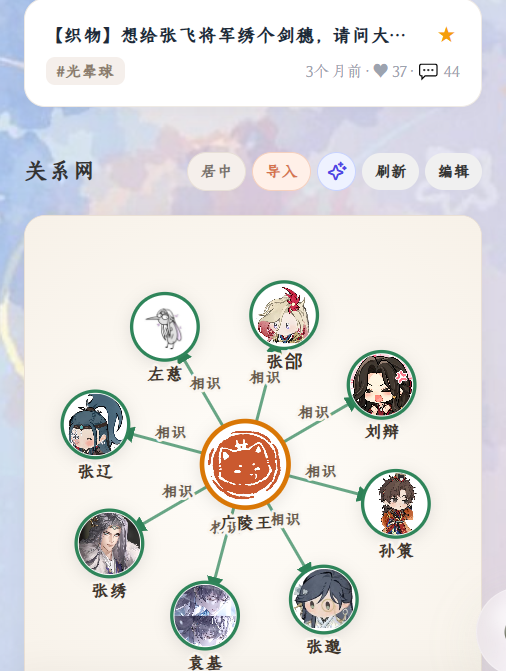 【织物】想给张飞将军绣个剑穗，请问大…
#光晕球
3个月前 · 37 · 44
关系网
居中
导入
刷新
编辑
张郃
左慈
相识
相识
相识
刘辩
相识
张辽
相识
相识
陵王
相识
孙策
张绣
张邈
袁基